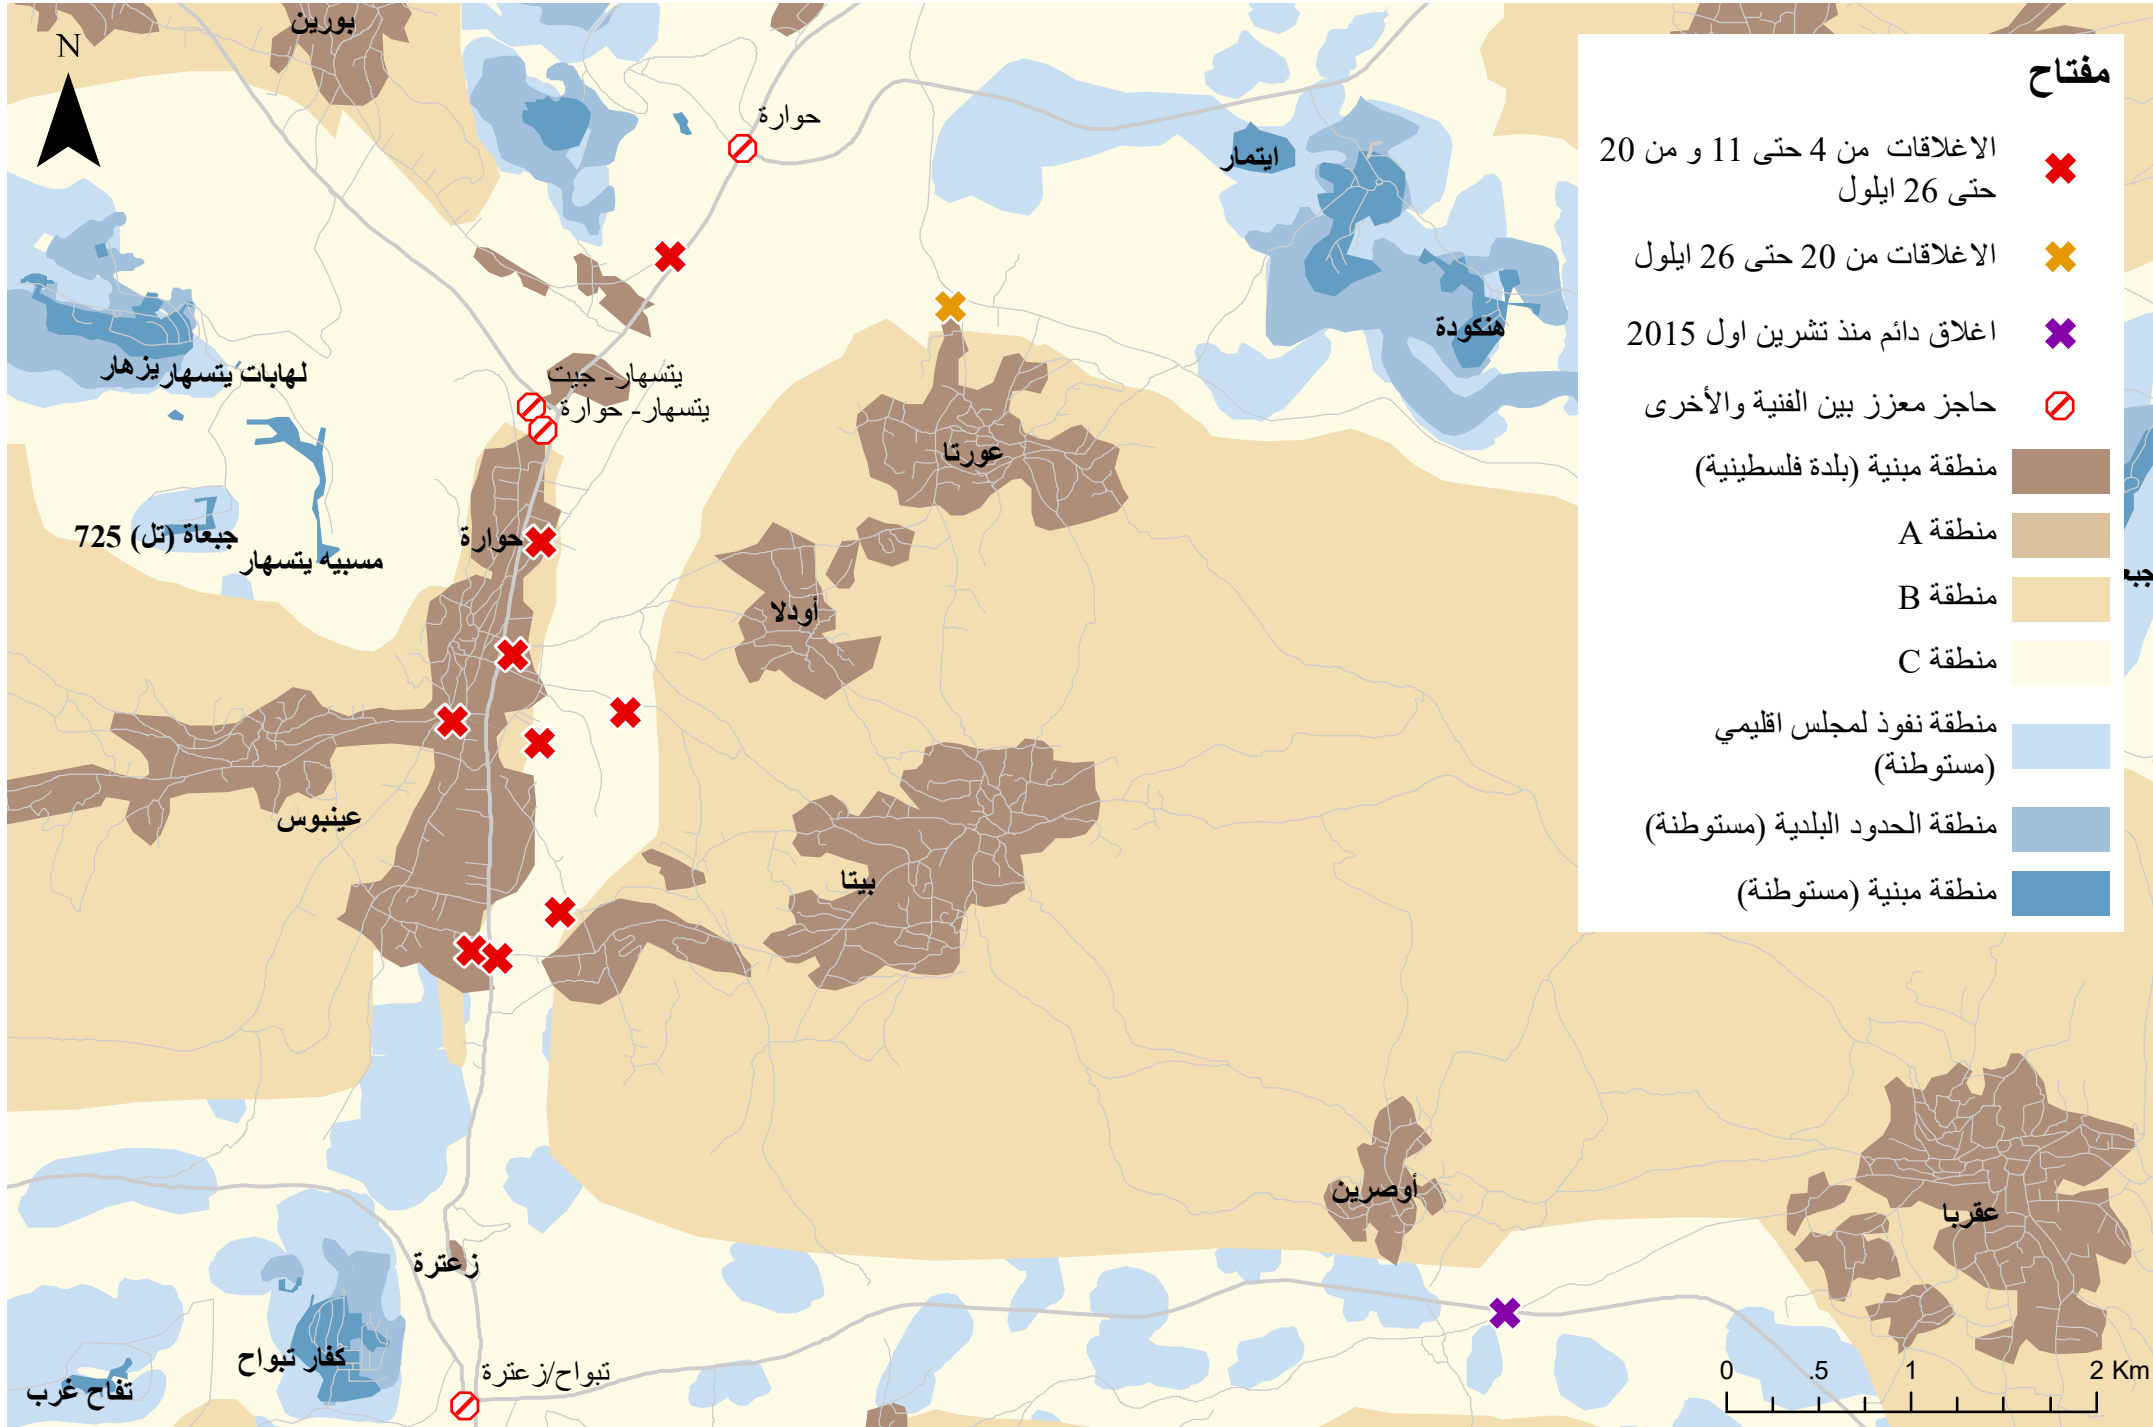 بورين
N
حوارة
ايتمار
هنكودة
يتسهار- جيت
يتسهار- حوارة
لهابات يتسهار
يزهار
عورتا
جبعاة (تل) 725
مسبيه يتسهار
حوارة
أودلا
عينبوس
بيتا
أوصرين
عقربا
زعترة
كفار تبواح
تفاح غرب
تبواح/زعترة
جبع
مفتاح
الاغلاقات من 4 حتى 11 و من 20
حتى 26 ايلول
الاغلاقات من 20 حتى 26 ايلول
اغلاق دائم منذ تشرين اول 2015
حاجز معزز بين الفنية والأخرى
منطقة مبنية (بلدة فلسطينية)
منطقة A
منطقة B
منطقة C
منطقة نفوذ لمجلس اقليمي
(مستوطنة)
منطقة الحدود البلدية (مستوطنة)
منطقة مبنية (مستوطنة)
0 .5 1 2 Km